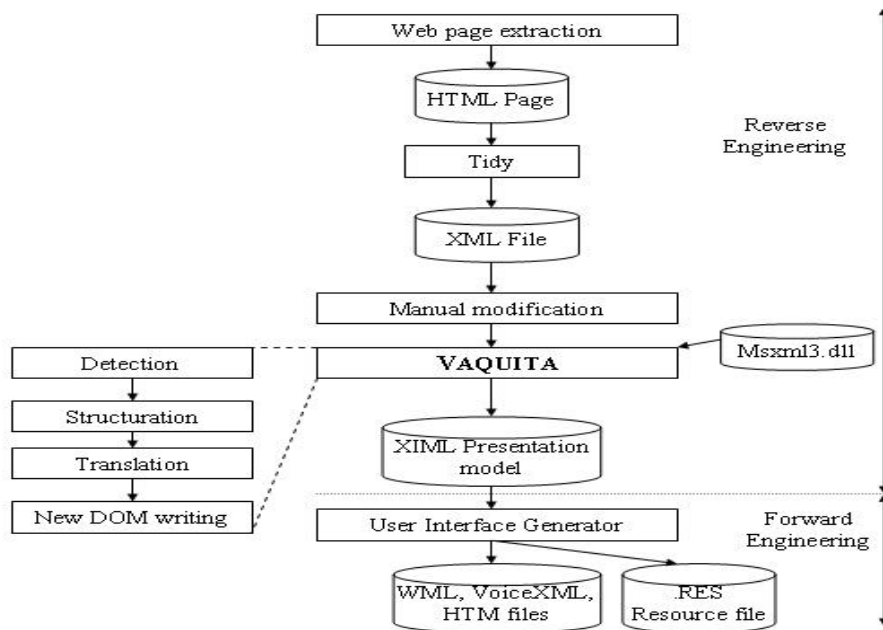 Web page extraction
HTML Page
Reverse
Engineering
Tidy
XML File
Manual modification
Msxml3.dll
Detection
VAQUITA
Structuration
Translation
XIML Presentation
model
New DOM writing
User Interface Generator
Forward
Engineering
WML, VoiceXML,
HTM files
.RES
Resource file